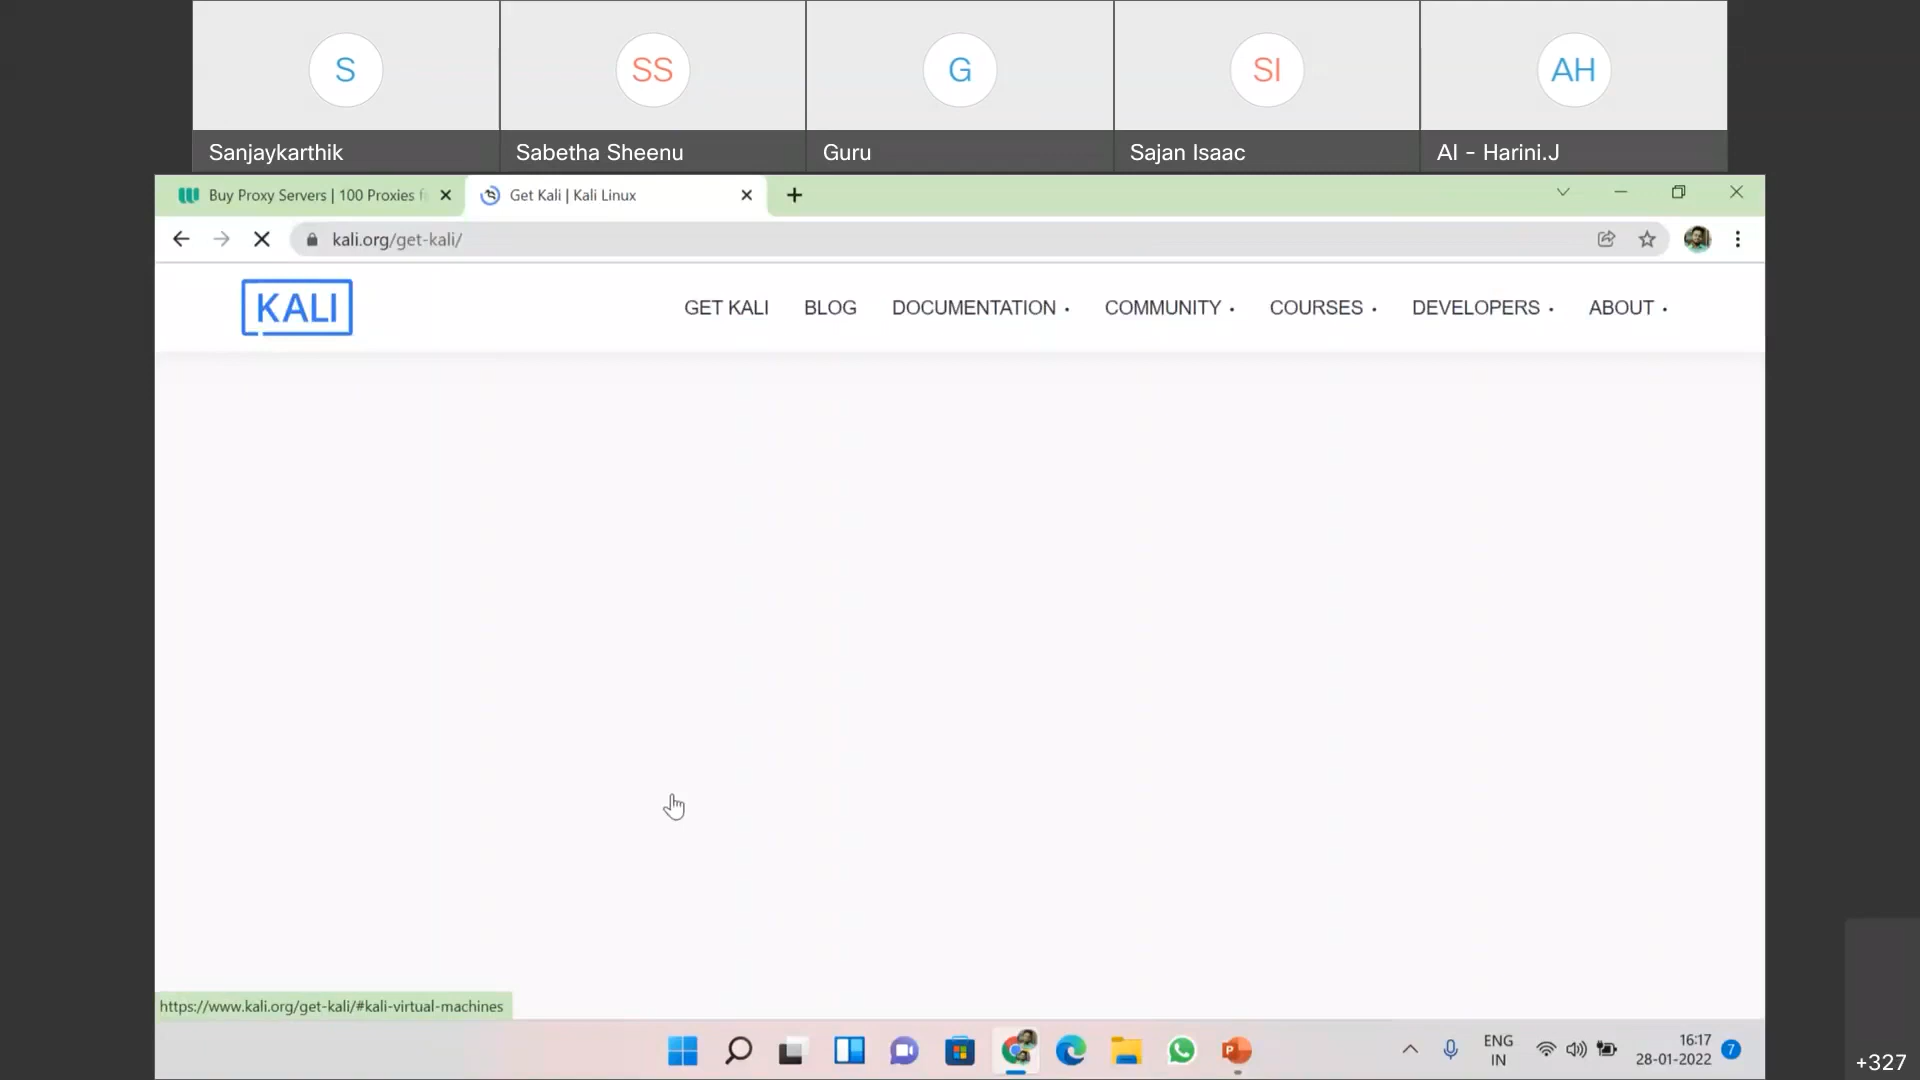 S
SS
G
SI
AH
Sanjaykarthik
Sabetha Sheenu
Guru
Sajan Isaac
AI - Harini.J
Buy Proxy Servers | 100 Proxies f
Get Kali | Kali Linux
kali.org/get-kali/
KALI
GET KALI
BLOG
DOCUMENTATION
COMMUNITY
COURSES
DEVELOPERS
ABOUT
https://www.kali.org/get-kali/#kali-virtual-machines
ENG
IN
16:17
28-01-2022
7
+327